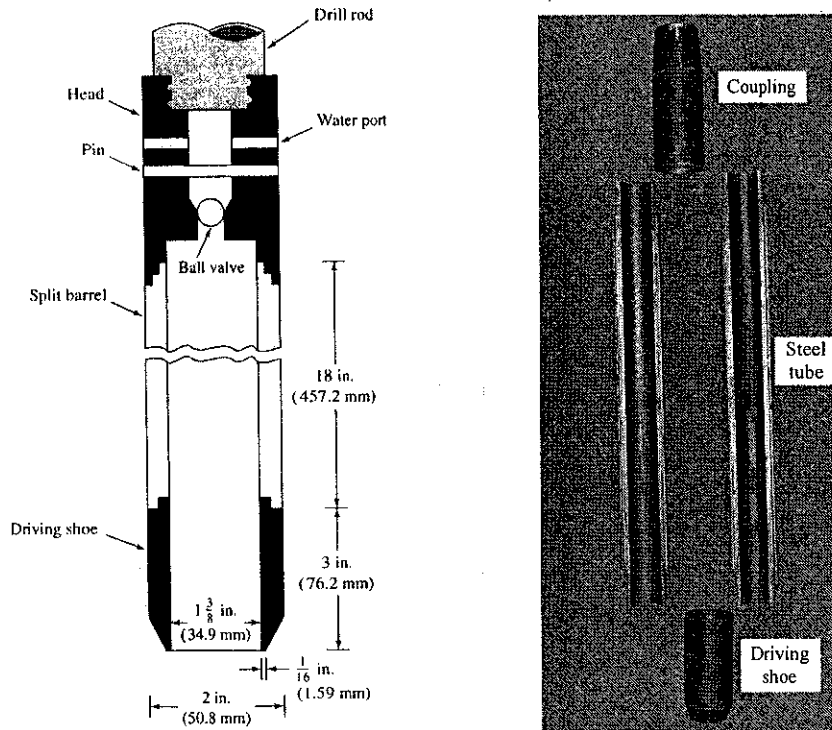 Drill rod
Head
Water port
Pin
Ball valve
Split barrel
18 in.
(457.2 mm)
Driving shoe
3 in.
(76.2 mm)
1 3/8 in.
(34.9 mm)
1/16 in.
(1.59 mm)
2 in.
(50.8 mm)
Coupling
Steel
tube
Driving
shoe